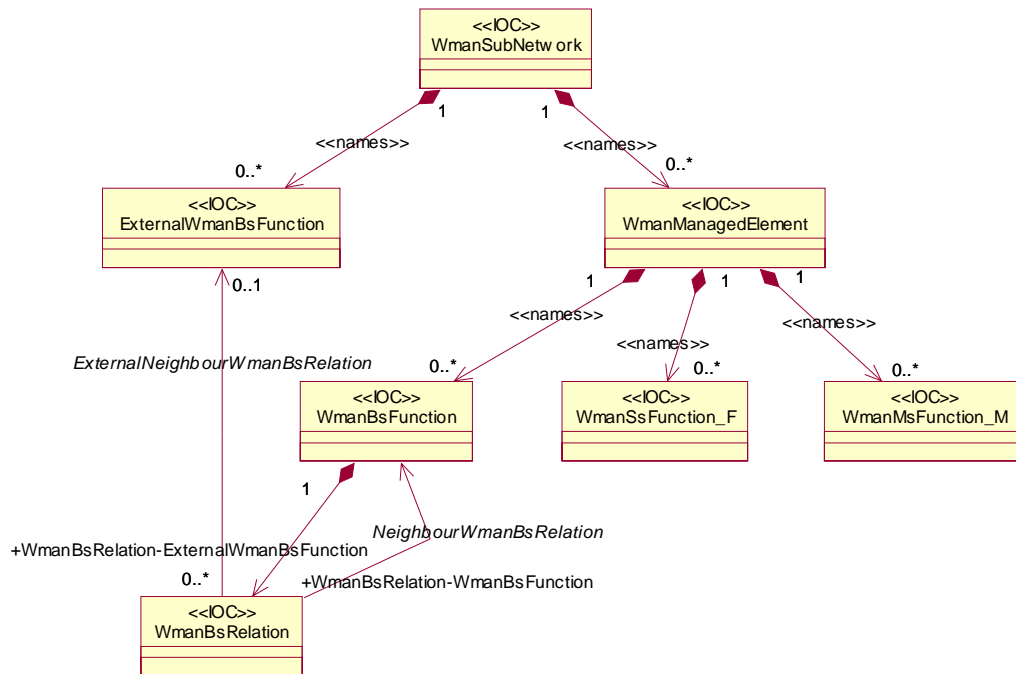 <<IOC>>
WmanSubNetwork
1
1
<<names>>
<<names>>
0..*
0..*
<<IOC>>
ExternalWmanBsFunction
<<IOC>>
WmanManagedElement
0..1
1
1
1
<<names>>
<<names>>
<<names>>
ExternalNeighbourWmanBsRelation
0..*
0..*
0..*
<<IOC>>
WmanBsFunction
<<IOC>>
WmanSsFunction_F
<<IOC>>
WmanMsFunction_M
1
NeighbourWmanBsRelation
+WmanBsRelation-ExternalWmanBsFunction
0..*
+WmanBsRelation-WmanBsFunction
<<IOC>>
WmanBsRelation